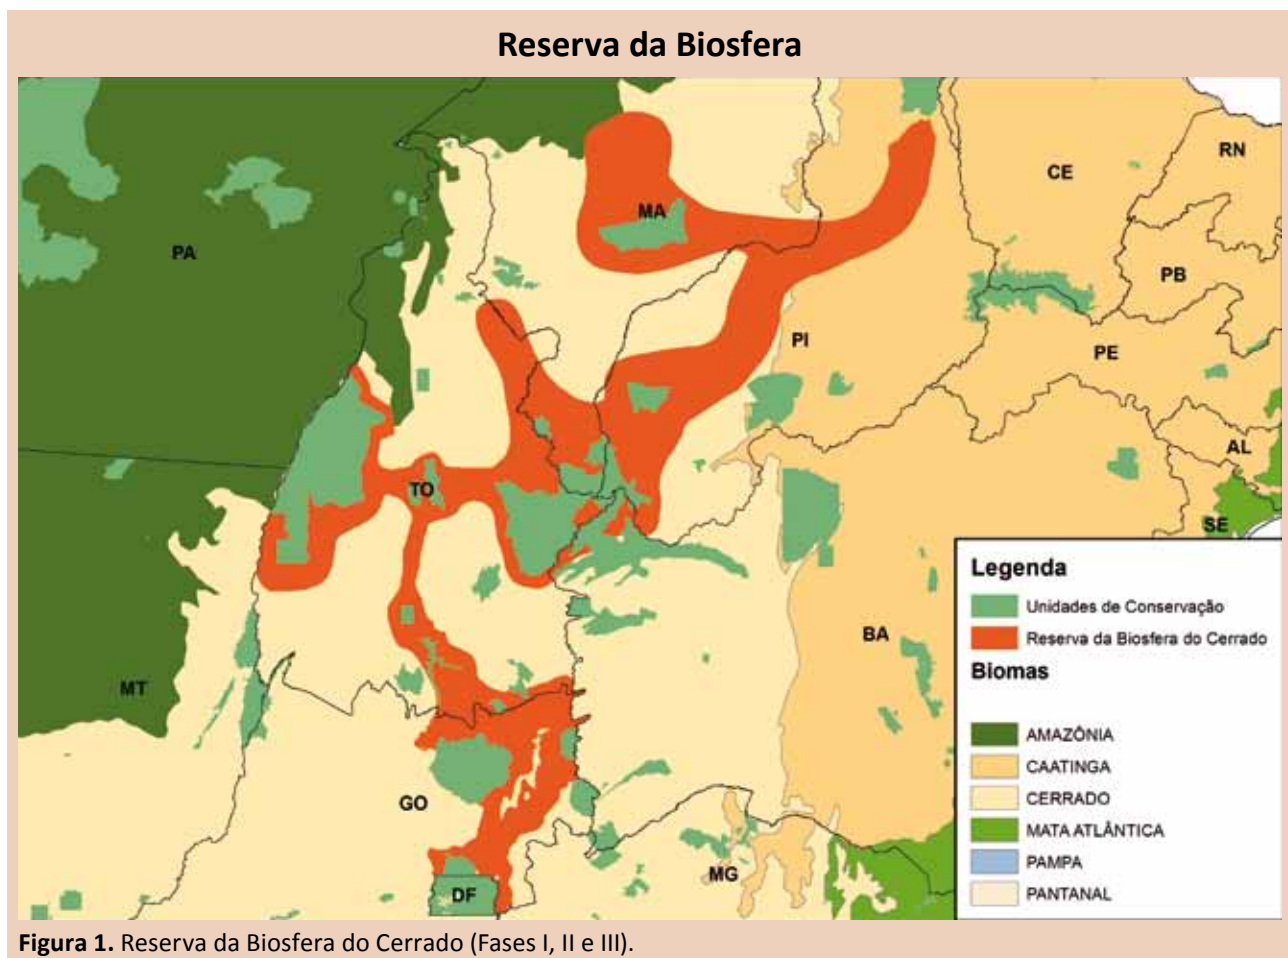 Reserva da Biosfera
MA
CE
RN
PA
PB
PI
PE
AL
TO
SE
Legenda
Unidades de Conservação
Reserva da Biosfera do Cerrado
BA
Biomas
MT
AMAZÔNIA
CAATINGA
GO
CERRADO
MATA ATLÂNTICA
PAMPA
MG
DF
PANTANAL
Figura 1. Reserva da Biosfera do Cerrado (Fases I, II e III).